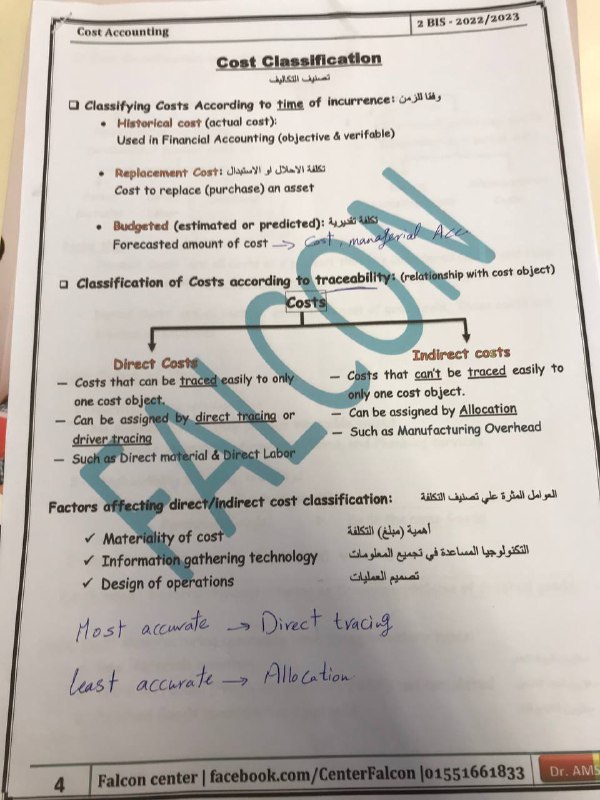 Cost Accounting
2 BIS - 2022/2023
Cost Classification
تصنيف التكاليف
❑ Classifying Costs According to time of incurrence: وفقا للزمن
• Historical cost (actual cost):
Used in Financial Accounting (objective & verifable)
• Replacement Cost: تكلفة الاحلال او الاستبدال
Cost to replace (purchase) an asset
• Budgeted (estimated or predicted): تكلفة تقديرية
Forecasted amount of cost → Cost, managerial Acc.
❑ Classification of Costs according to traceability: (relationship with cost object)
Costs
Direct Costs
— Costs that can be traced easily to only
one cost object.
— Can be assigned by direct tracing or
driver tracing
— Such as Direct material & Direct Labor
Indirect costs
— Costs that can't be traced easily to
only one cost object.
— Can be assigned by Allocation
— Such as Manufacturing Overhead
FALCON
Factors affecting direct/indirect cost classification: العوامل المثرة علي تصنيف التكلفة
✓ Materiality of cost أهمية (مبلغ) التكلفة
✓ Information gathering technology التكنولوجيا المساعدة في تجميع المعلومات
✓ Design of operations تصميم العمليات
Most accurate → Direct tracing
least accurate → Allocation
4
Falcon center | facebook.com/CenterFalcon |01551661833
Dr. AMS